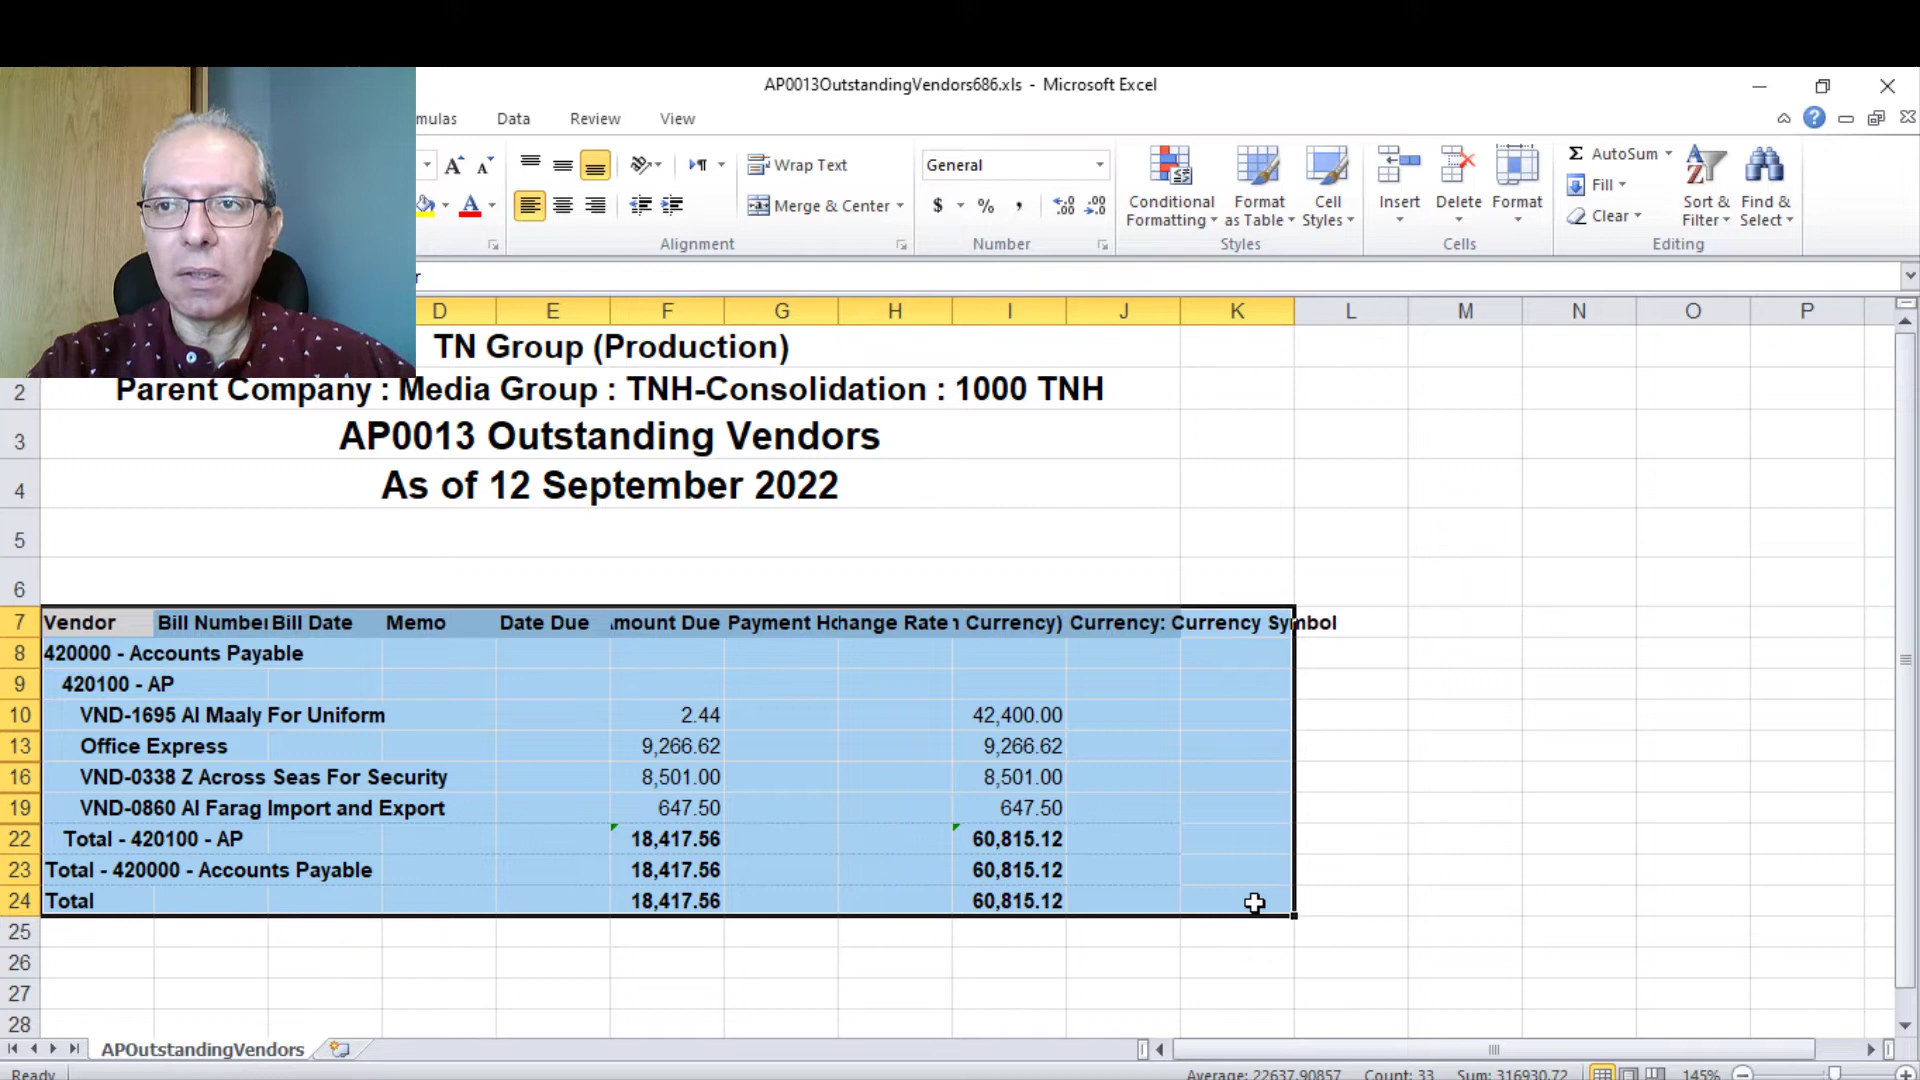 AP0013OutstandingVendors686.xls - Microsoft Excel
mulas Data Review View
Wrap Text
General
Merge & Center
Conditional Formatting
Format as Table
Cell Styles
Insert
Delete
Format
AutoSum
Fill
Clear
Sort & Filter
Find & Select
Alignment Number Styles Cells Editing
D E F G H I J K L M N O P
TN Group (Production)
2 Parent Company : Media Group : TNH-Consolidation : 1000 TNH
3 AP0013 Outstanding Vendors
4 As of 12 September 2022
5
6
7 Vendor Bill Number Bill Date Memo Date Due mount Due Payment Ho hange Rate Currency) Currency: Currency Symbol
8 420000 - Accounts Payable
9 420100 - AP
10 VND-1695 Al Maaly For Uniform 2.44 42,400.00
13 Office Express 9,266.62 9,266.62
16 VND-0338 Z Across Seas For Security 8,501.00 8,501.00
19 VND-0860 Al Farag Import and Export 647.50 647.50
22 Total - 420100 - AP 18,417.56 60,815.12
23 Total - 420000 - Accounts Payable 18,417.56 60,815.12
24 Total 18,417.56 60,815.12
25
26
27
28
APOutstandingVendors
Ready Average: 22637.90857 Count: 33 Sum: 316930.72 145%